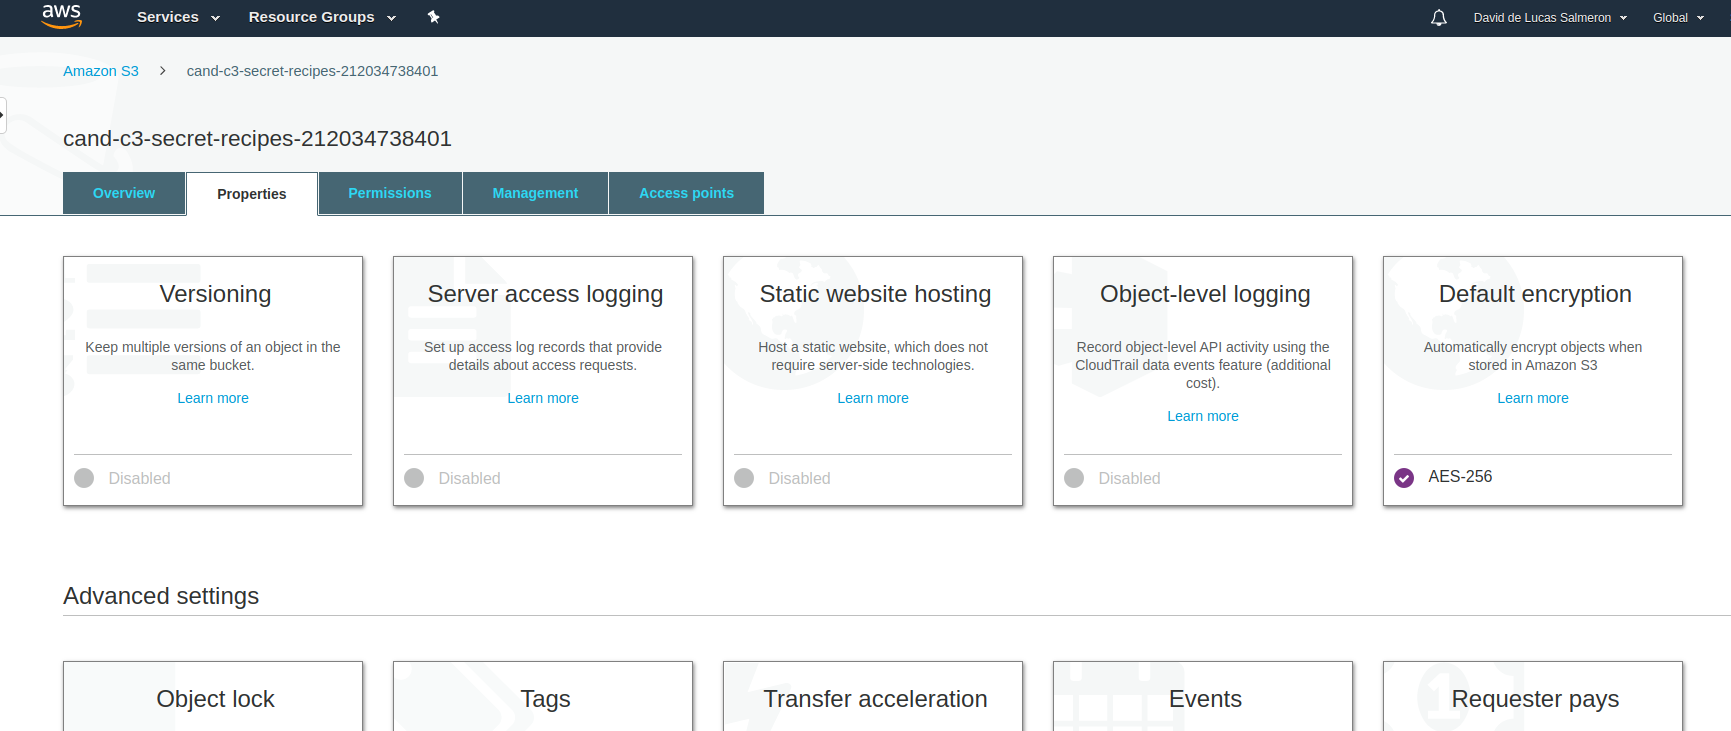 aws
Services Resource Groups David de Lucas Salmeron Global
Amazon S3 cand-c3-secret-recipes-212034738401
cand-c3-secret-recipes-212034738401
Overview Properties Permissions Management Access points
Versioning
Keep multiple versions of an object in the
same bucket.
Learn more
Disabled
Server access logging
Set up access log records that provide
details about access requests.
Learn more
Disabled
Static website hosting
Host a static website, which does not
require server-side technologies.
Learn more
Disabled
Object-level logging
Record object-level API activity using the
CloudTrail data events feature (additional
cost).
Learn more
Disabled
Default encryption
Automatically encrypt objects when
stored in Amazon S3
Learn more
AES-256
Advanced settings
Object lock
Tags
Transfer acceleration
Events
Requester pays